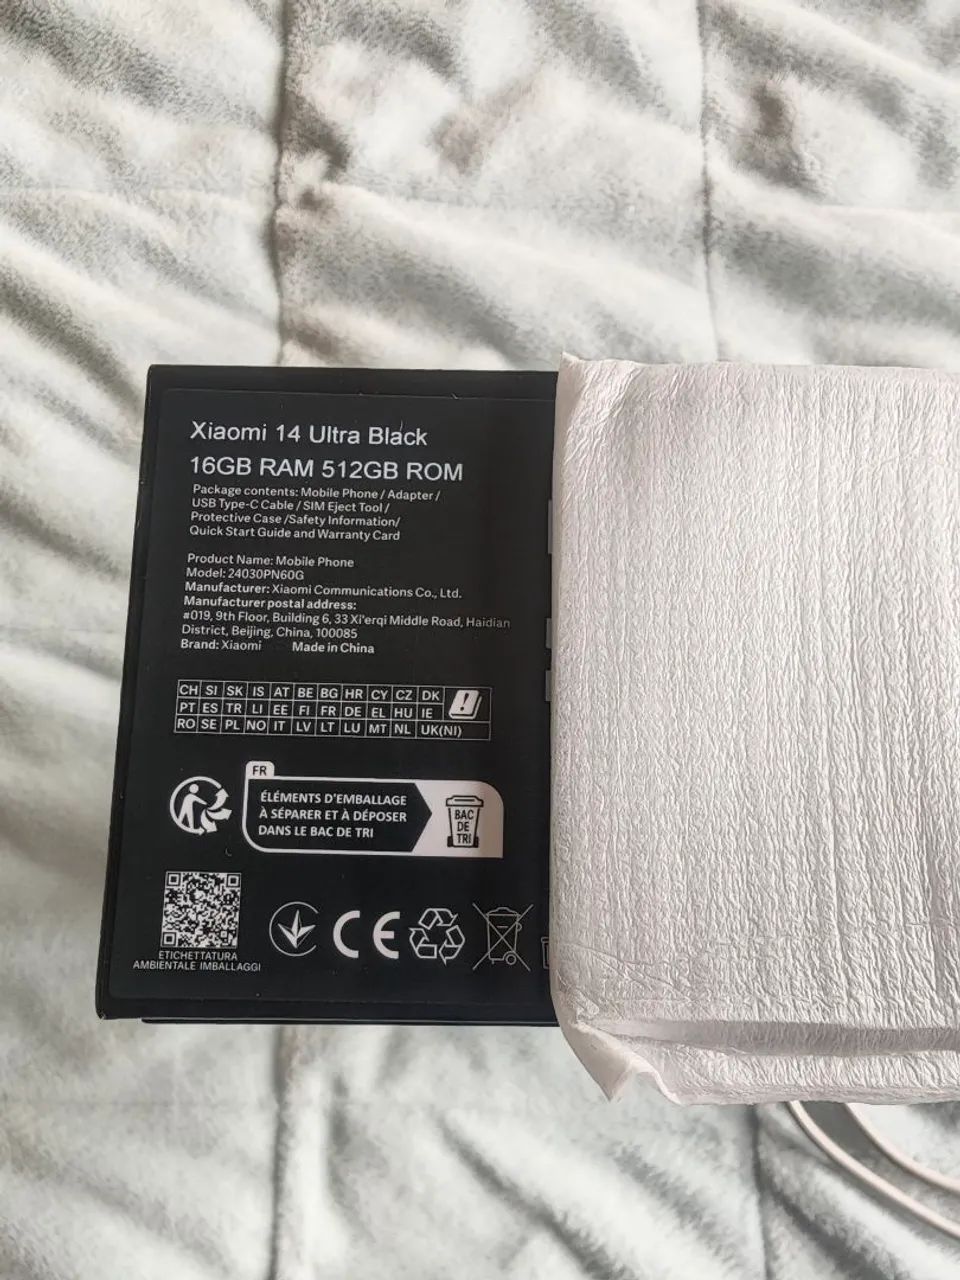 Xiaomi 14 Ultra Black
16GB RAM 512GB ROM
Package contents: Mobile Phone / Adapter /
USB Type-C Cable / SIM Eject Tool /
Protective Case /Safety Information/
Quick Start Guide and Warranty Card
Product Name: Mobile Phone
Model: 24030PN60G
Manufacturer: Xiaomi Communications Co., Ltd.
Manufacturer postal address:
#019, 9th Floor, Building 6, 33 Xi'erqi Middle Road, Haidian
District, Beijing, China, 100085
Brand: Xiaomi Made in China
CH SI SK IS AT BE BG HR CY CZ DK
PT ES TR LI EE FI FR DE EL HU IE
RO SE PL NO IT LV LT LU MT NL UK(NI)
FR
ÉLÉMENTS D'EMBALLAGE
À SÉPARER ET À DÉPOSER
DANS LE BAC DE TRI
BAC
DE
TRI
CE
ETICHETTATURA
AMBIENTALE IMBALLAGGI